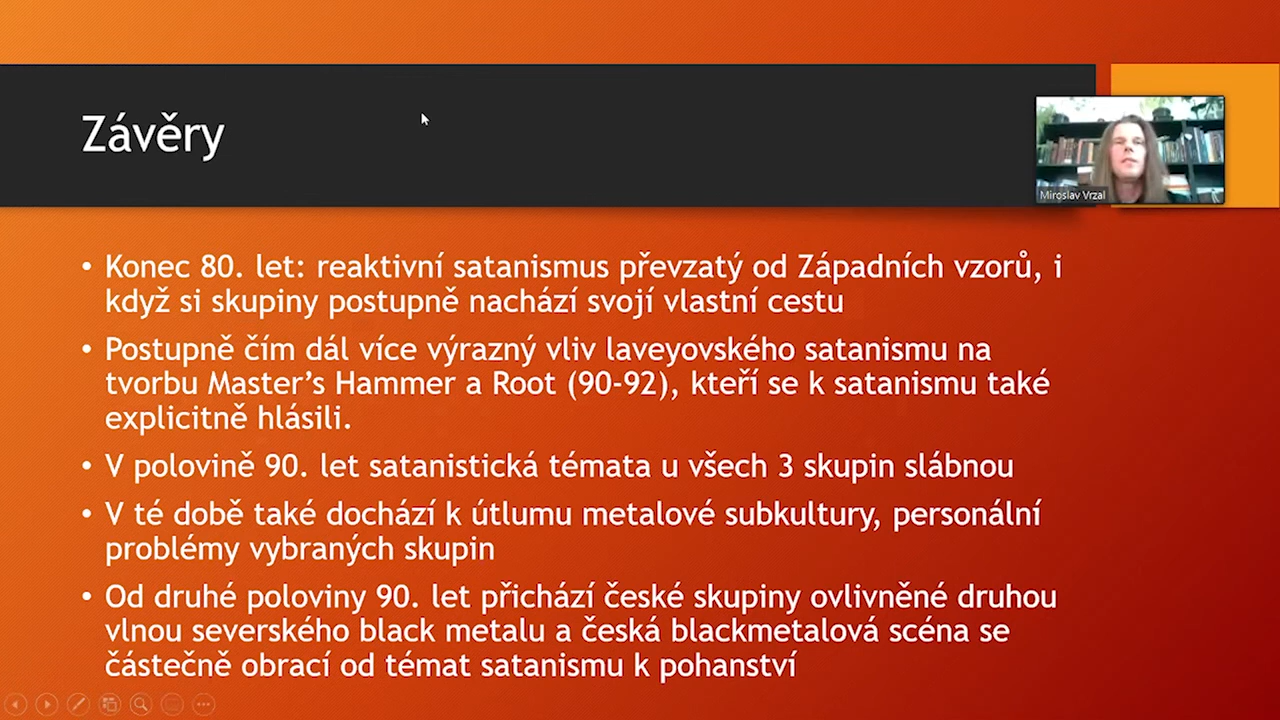 Závěry
Miroslav Vrzal
• Konec 80. let: reaktivní satanismus převzatý od Západních vzorů, i
když si skupiny postupně nachází svojí vlastní cestu
• Postupně čím dál více výrazný vliv laveyovského satanismu na
tvorbu Master’s Hammer a Root (90-92), kteří se k satanismu také
explicitně hlásili.
• V polovině 90. let satanistická témata u všech 3 skupin slábnou
• V té době také dochází k útlumu metalové subkultury, personální
problémy vybraných skupin
• Od druhé poloviny 90. let přichází české skupiny ovlivněné druhou
vlnou severského black metalu a česká blackmetalová scéna se
částečně obrací od témat satanismu k pohanství